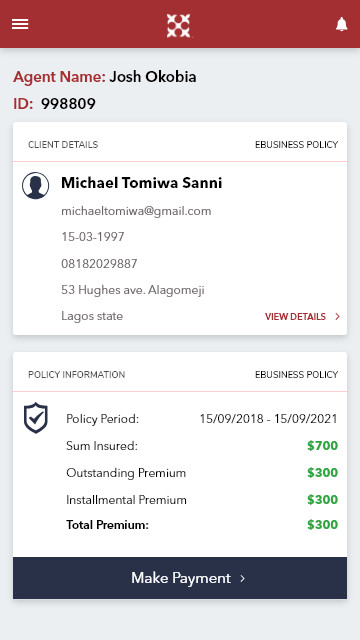 Agent Name: Josh Okobia
ID: 998809
CLIENT DETAILS EBUSINESS POLICY
Michael Tomiwa Sanni
michaeltomiwa@gmail.com
15-03-1997
08182029887
53 Hughes ave. Alagomeji
Lagos state VIEW DETAILS
POLICY INFORMATION EBUSINESS POLICY
Policy Period: 15/09/2018 - 15/09/2021
Sum Insured: $700
Outstanding Premium $300
Installmental Premium $300
Total Premium: $300
Make Payment